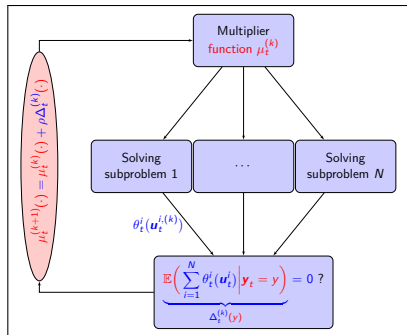 Multiplier
function μ_t^{(k)}
μ_t^{(k+1)}(·) = μ_t^{(k)}(·) + ρΔ_t^{(k)}(·)
Solving
subproblem 1
...
Solving
subproblem N
θ_t^i(u_t^{i,(k)})
𝔼(∑_{i=1}^{N} θ_t^i(u_t^i) | y_t = y) = 0 ?
Δ_t^{(k)}(y)